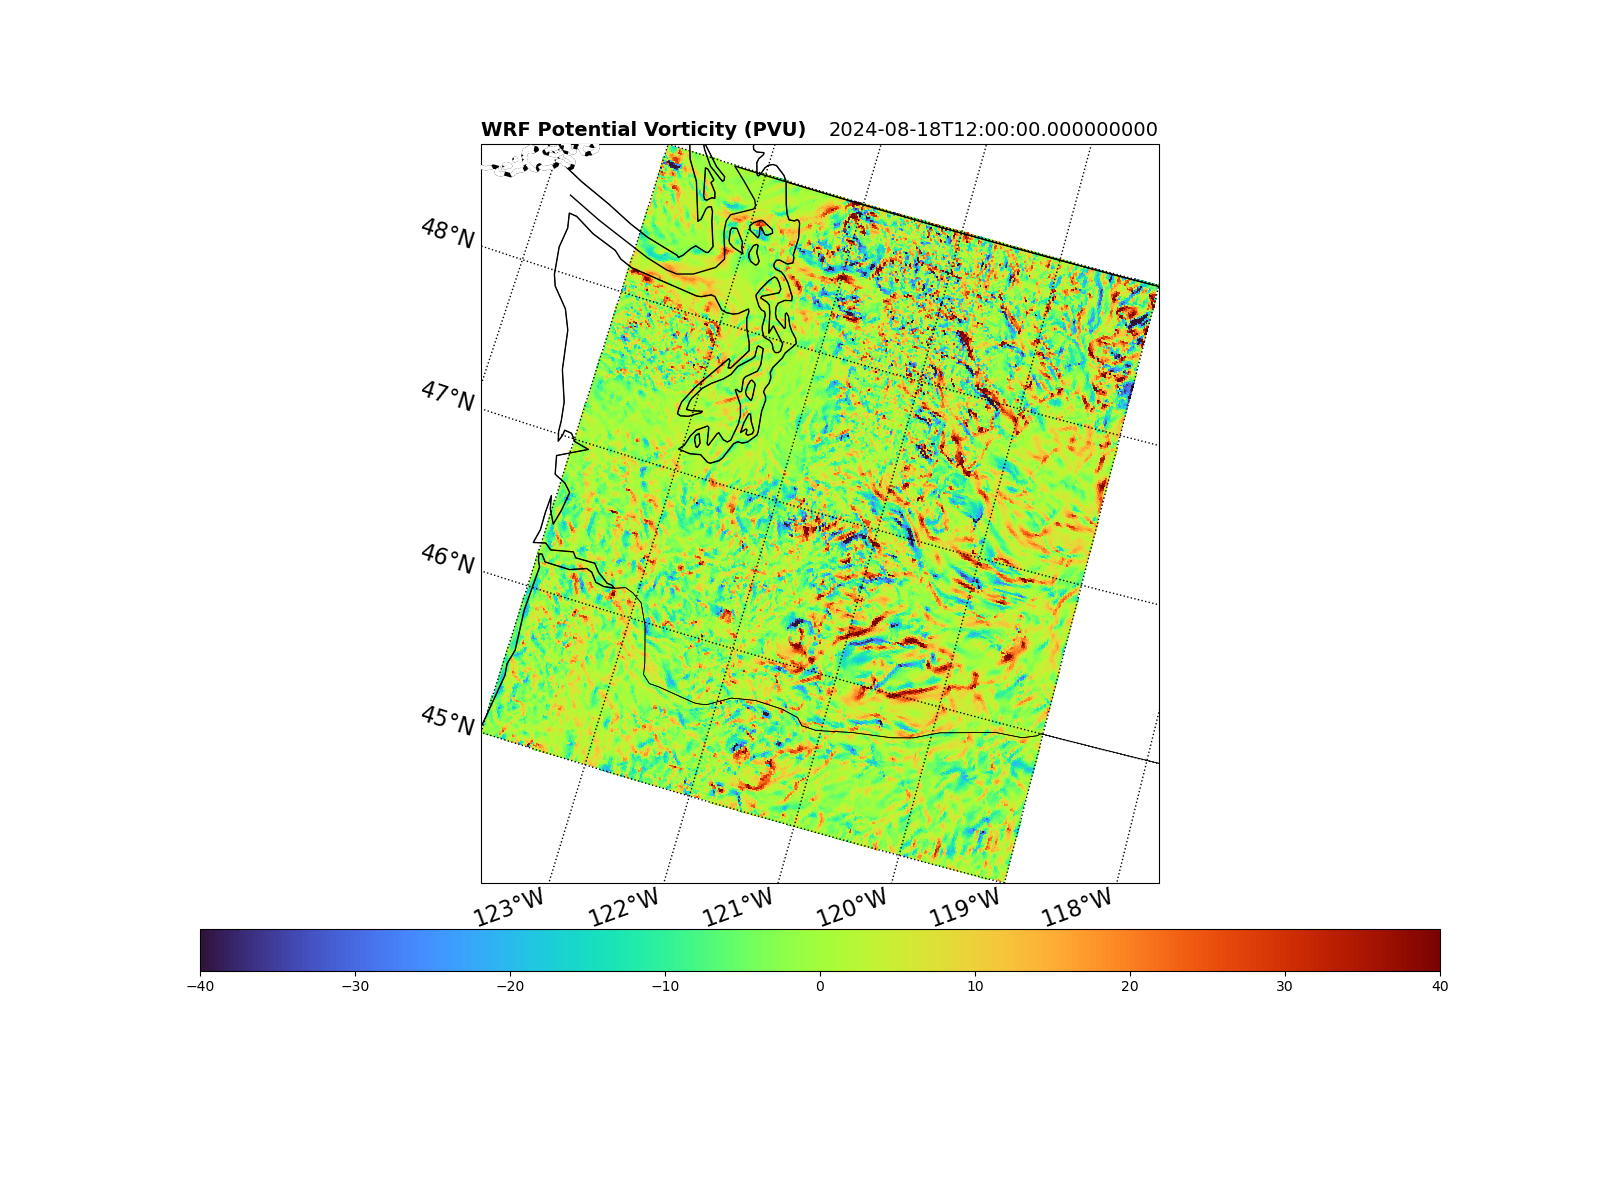 WRF Potential Vorticity (PVU) 2024-08-18T12:00:00.000000000
48°N
47°N
46°N
45°N
123°W 122°W 121°W 120°W 119°W 118°W
−40 −30 −20 −10 0 10 20 30 40